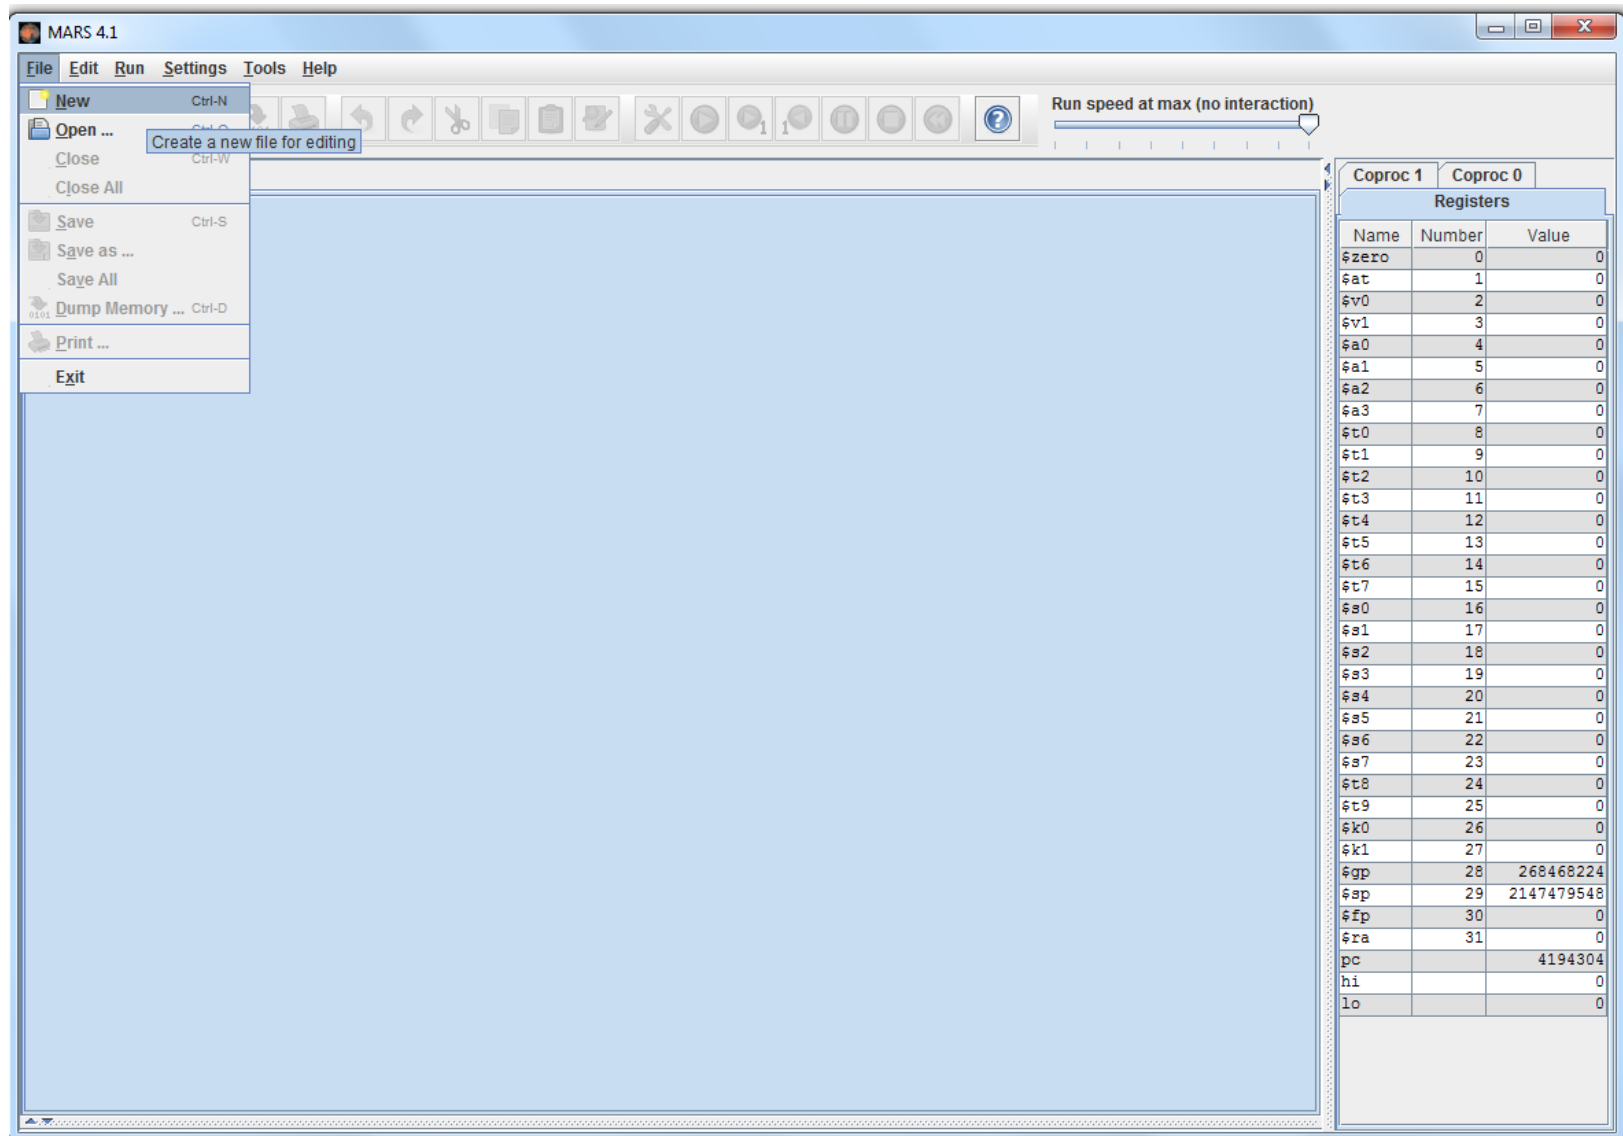 MARS 4.1
File Edit Run Settings Tools Help
New Ctrl-N
Open ...
Create a new file for editing
Close Ctrl-W
Close All
Save Ctrl-S
Save as ...
Save All
Dump Memory ... Ctrl-D
Print ...
Exit
Run speed at max (no interaction)
Coproc 1 Coproc 0
Registers
Name Number Value
$zero 0 0
$at 1 0
$v0 2 0
$v1 3 0
$a0 4 0
$a1 5 0
$a2 6 0
$a3 7 0
$t0 8 0
$t1 9 0
$t2 10 0
$t3 11 0
$t4 12 0
$t5 13 0
$t6 14 0
$t7 15 0
$s0 16 0
$s1 17 0
$s2 18 0
$s3 19 0
$s4 20 0
$s5 21 0
$s6 22 0
$s7 23 0
$t8 24 0
$t9 25 0
$k0 26 0
$k1 27 0
$gp 28 268468224
$sp 29 2147479548
$fp 30 0
$ra 31 0
pc 4194304
hi 0
lo 0